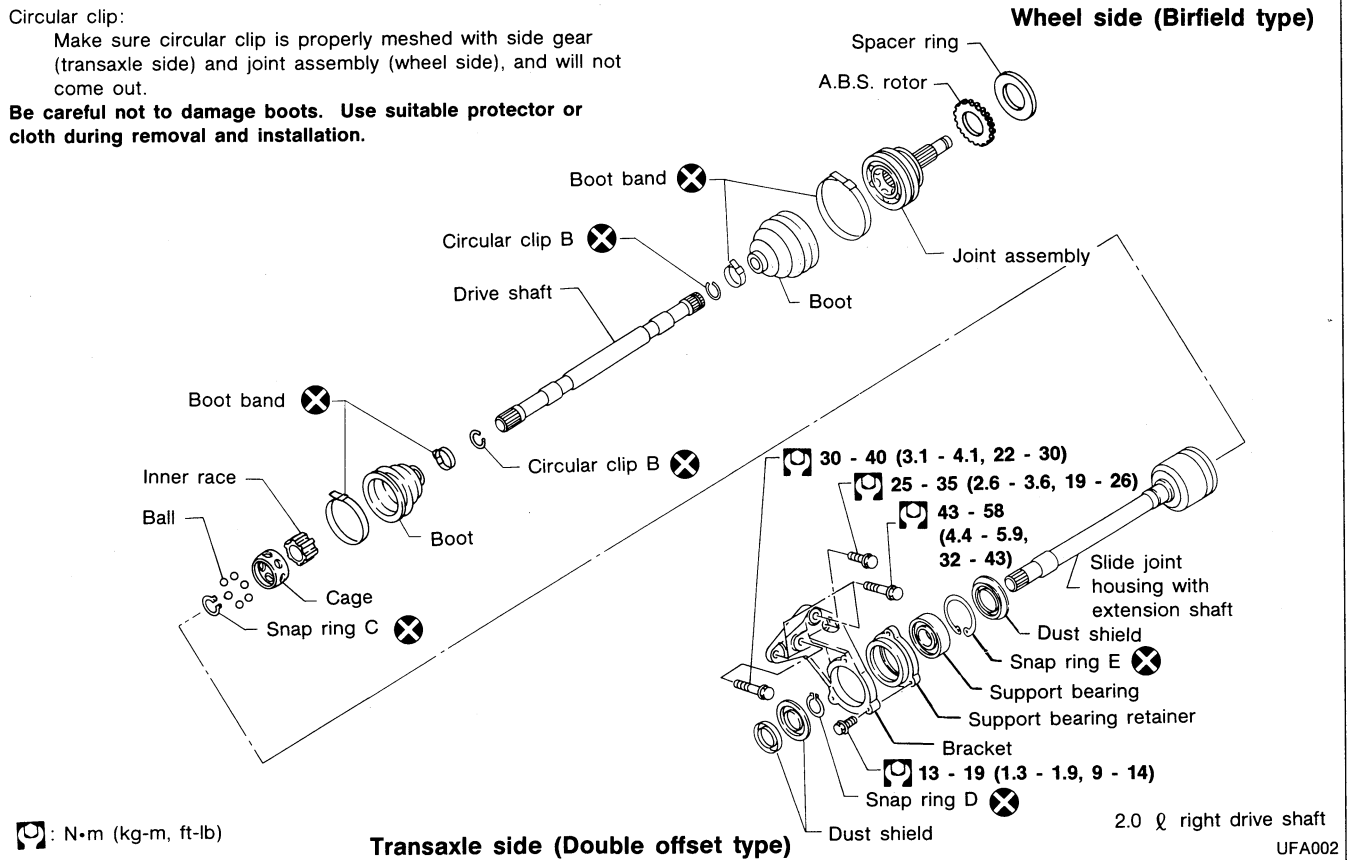 Circular clip:
Make sure circular clip is properly meshed with side gear
(transaxle side) and joint assembly (wheel side), and will not
come out.
Be careful not to damage boots. Use suitable protector or
cloth during removal and installation.
Wheel side (Birfield type)
Spacer ring
A.B.S. rotor
Boot band
Circular clip B
Joint assembly
Drive shaft
Boot
Boot band
Circular clip B
Inner race
Ball
Boot
Cage
Snap ring C
30 - 40 (3.1 - 4.1, 22 - 30)
25 - 35 (2.6 - 3.6, 19 - 26)
43 - 58
(4.4 - 5.9,
32 - 43)
Slide joint
housing with
extension shaft
Dust shield
Snap ring E
Support bearing
Support bearing retainer
Bracket
13 - 19 (1.3 - 1.9, 9 - 14)
Snap ring D
Dust shield
: N•m (kg-m, ft-lb)
Transaxle side (Double offset type)
2.0 ℓ right drive shaft
UFA002